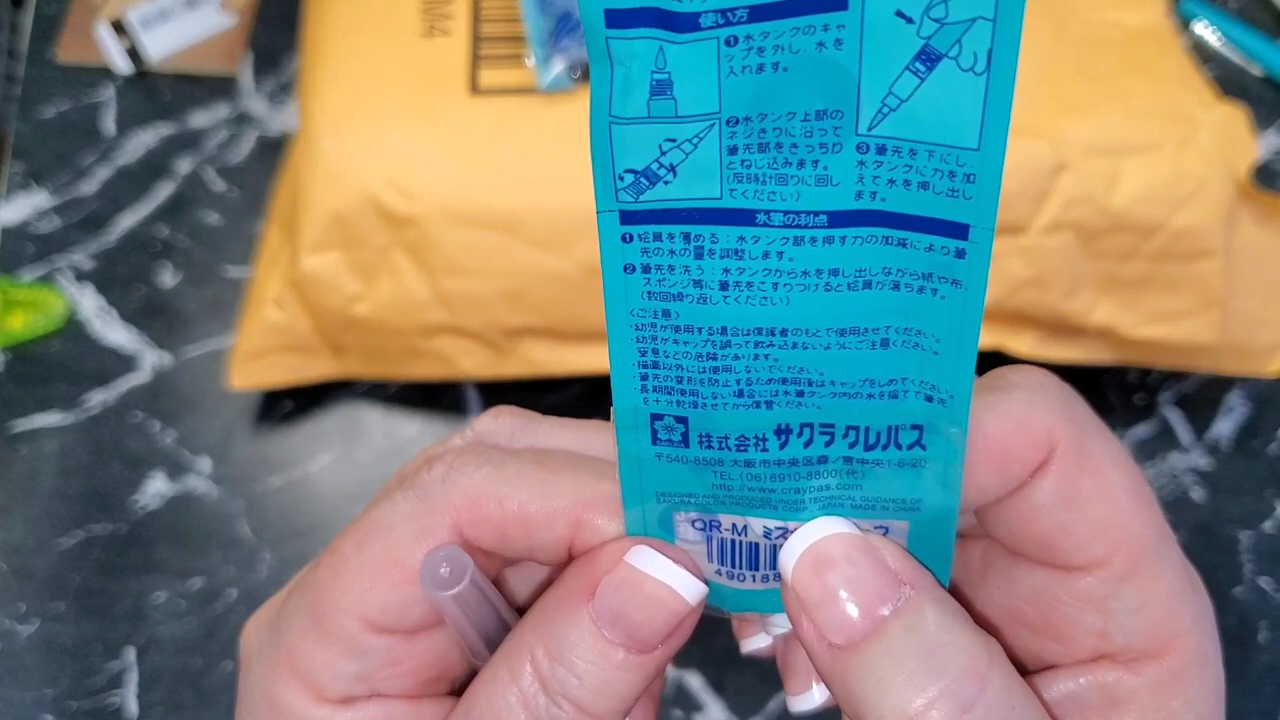 M4
使い方
❶水タンクのキャ
ップを外し、水を
入れます。
❷水タンク上部の
ネジきりに沿って
筆先部をきっちり
とねじ込みます。
(反時計回りに回し
てください)
❸筆先を下にし、
水タンクに力を加
えて水を押し出し
ます。
水筆の利点
❶絵具を薄める:水タンク部を押す力の加減により筆
先の水の量を調整します。
❷筆先を洗う:水タンクから水を押し出しながら紙や布、
スポンジ等に筆先をこすりつけると絵具が落ちます。
(数回繰り返してください)
〈ご注意〉
・幼児が使用する場合は保護者のもとで使用させてください。
・幼児がキャップを誤って飲み込まないようにご注意ください。
窒息などの危険があります。
・描画以外には使用しないでください。
・筆先の変形を防止するため使用後はキャップをしめてください。
・長期間使用しない場合には水筆タンク内の水を捨てて筆先
を十分乾燥させてから保管ください。
SAKURA 株式会社サクラクレパス
〒540-8508 大阪市中央区森ノ宮中央1-6-20
TEL.(06)6910-8800(代)
http://www.craypas.com
DESIGNED AND PRODUCED UNDER TECHNICAL GUIDANCE OF
SAKURA COLOR PRODUCTS CORP., JAPAN. MADE IN CHINA
QR-M ミズ
490188